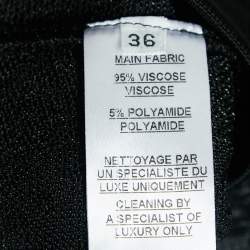 36
MAIN FABRIC
95% VISCOSE
VISCOSE
5% POLYAMIDE
POLYAMIDE
NETTOYAGE PAR
UN SPECIALISTE DU
LUXE UNIQUEMENT
CLEANING BY
A SPECIALIST OF
LUXURY ONLY